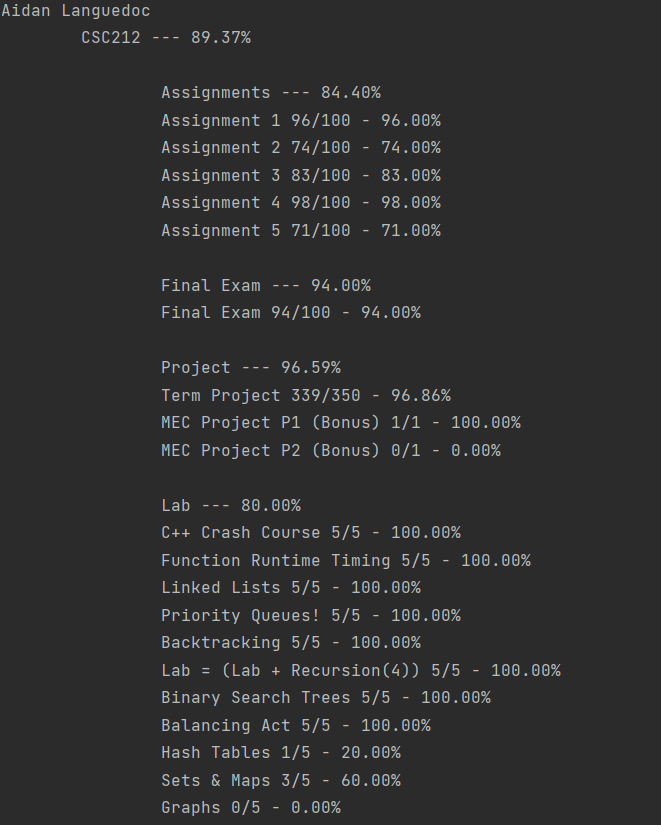 Aidan Languedoc
CSC212 --- 89.37%
Assignments --- 84.40%
Assignment 1 96/100 - 96.00%
Assignment 2 74/100 - 74.00%
Assignment 3 83/100 - 83.00%
Assignment 4 98/100 - 98.00%
Assignment 5 71/100 - 71.00%
Final Exam --- 94.00%
Final Exam 94/100 - 94.00%
Project --- 96.59%
Term Project 339/350 - 96.86%
MEC Project P1 (Bonus) 1/1 - 100.00%
MEC Project P2 (Bonus) 0/1 - 0.00%
Lab --- 80.00%
C++ Crash Course 5/5 - 100.00%
Function Runtime Timing 5/5 - 100.00%
Linked Lists 5/5 - 100.00%
Priority Queues! 5/5 - 100.00%
Backtracking 5/5 - 100.00%
Lab = (Lab + Recursion(4)) 5/5 - 100.00%
Binary Search Trees 5/5 - 100.00%
Balancing Act 5/5 - 100.00%
Hash Tables 1/5 - 20.00%
Sets & Maps 3/5 - 60.00%
Graphs 0/5 - 0.00%